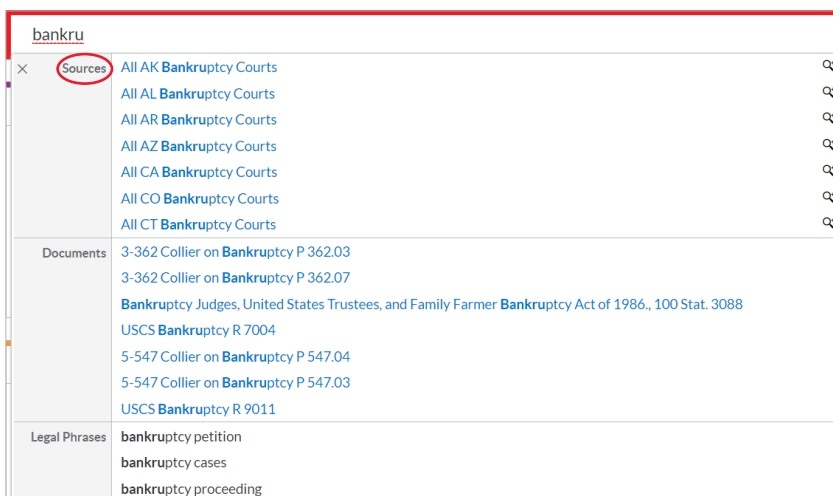 bankru
Sources
All AK Bankruptcy Courts
All AL Bankruptcy Courts
All AR Bankruptcy Courts
All AZ Bankruptcy Courts
All CA Bankruptcy Courts
All CO Bankruptcy Courts
All CT Bankruptcy Courts
Documents
3-362 Collier on Bankruptcy P 362.03
3-362 Collier on Bankruptcy P 362.07
Bankruptcy Judges, United States Trustees, and Family Farmer Bankruptcy Act of 1986., 100 Stat. 3088
USCS Bankruptcy R 7004
5-547 Collier on Bankruptcy P 547.04
5-547 Collier on Bankruptcy P 547.03
USCS Bankruptcy R 9011
Legal Phrases
bankruptcy petition
bankruptcy cases
bankruptcy proceeding